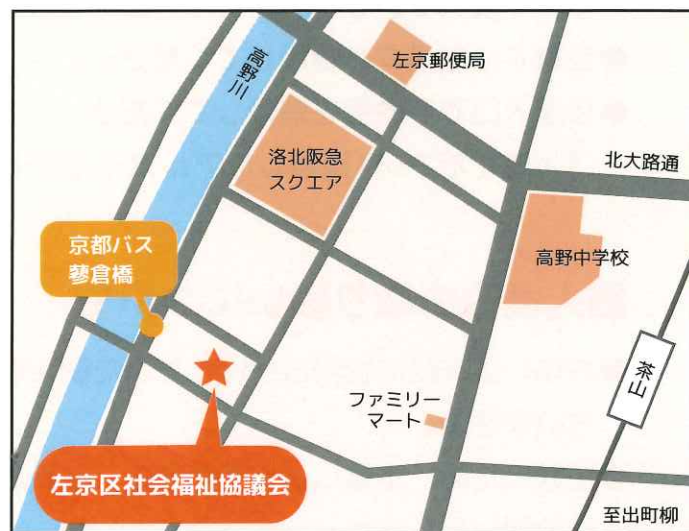 高野川
左京郵便局
洛北阪急
スクエア
北大路通
京都バス
蓼倉橋
高野中学校
茶山
ファミリー
マート
左京区社会福祉協議会
至出町柳